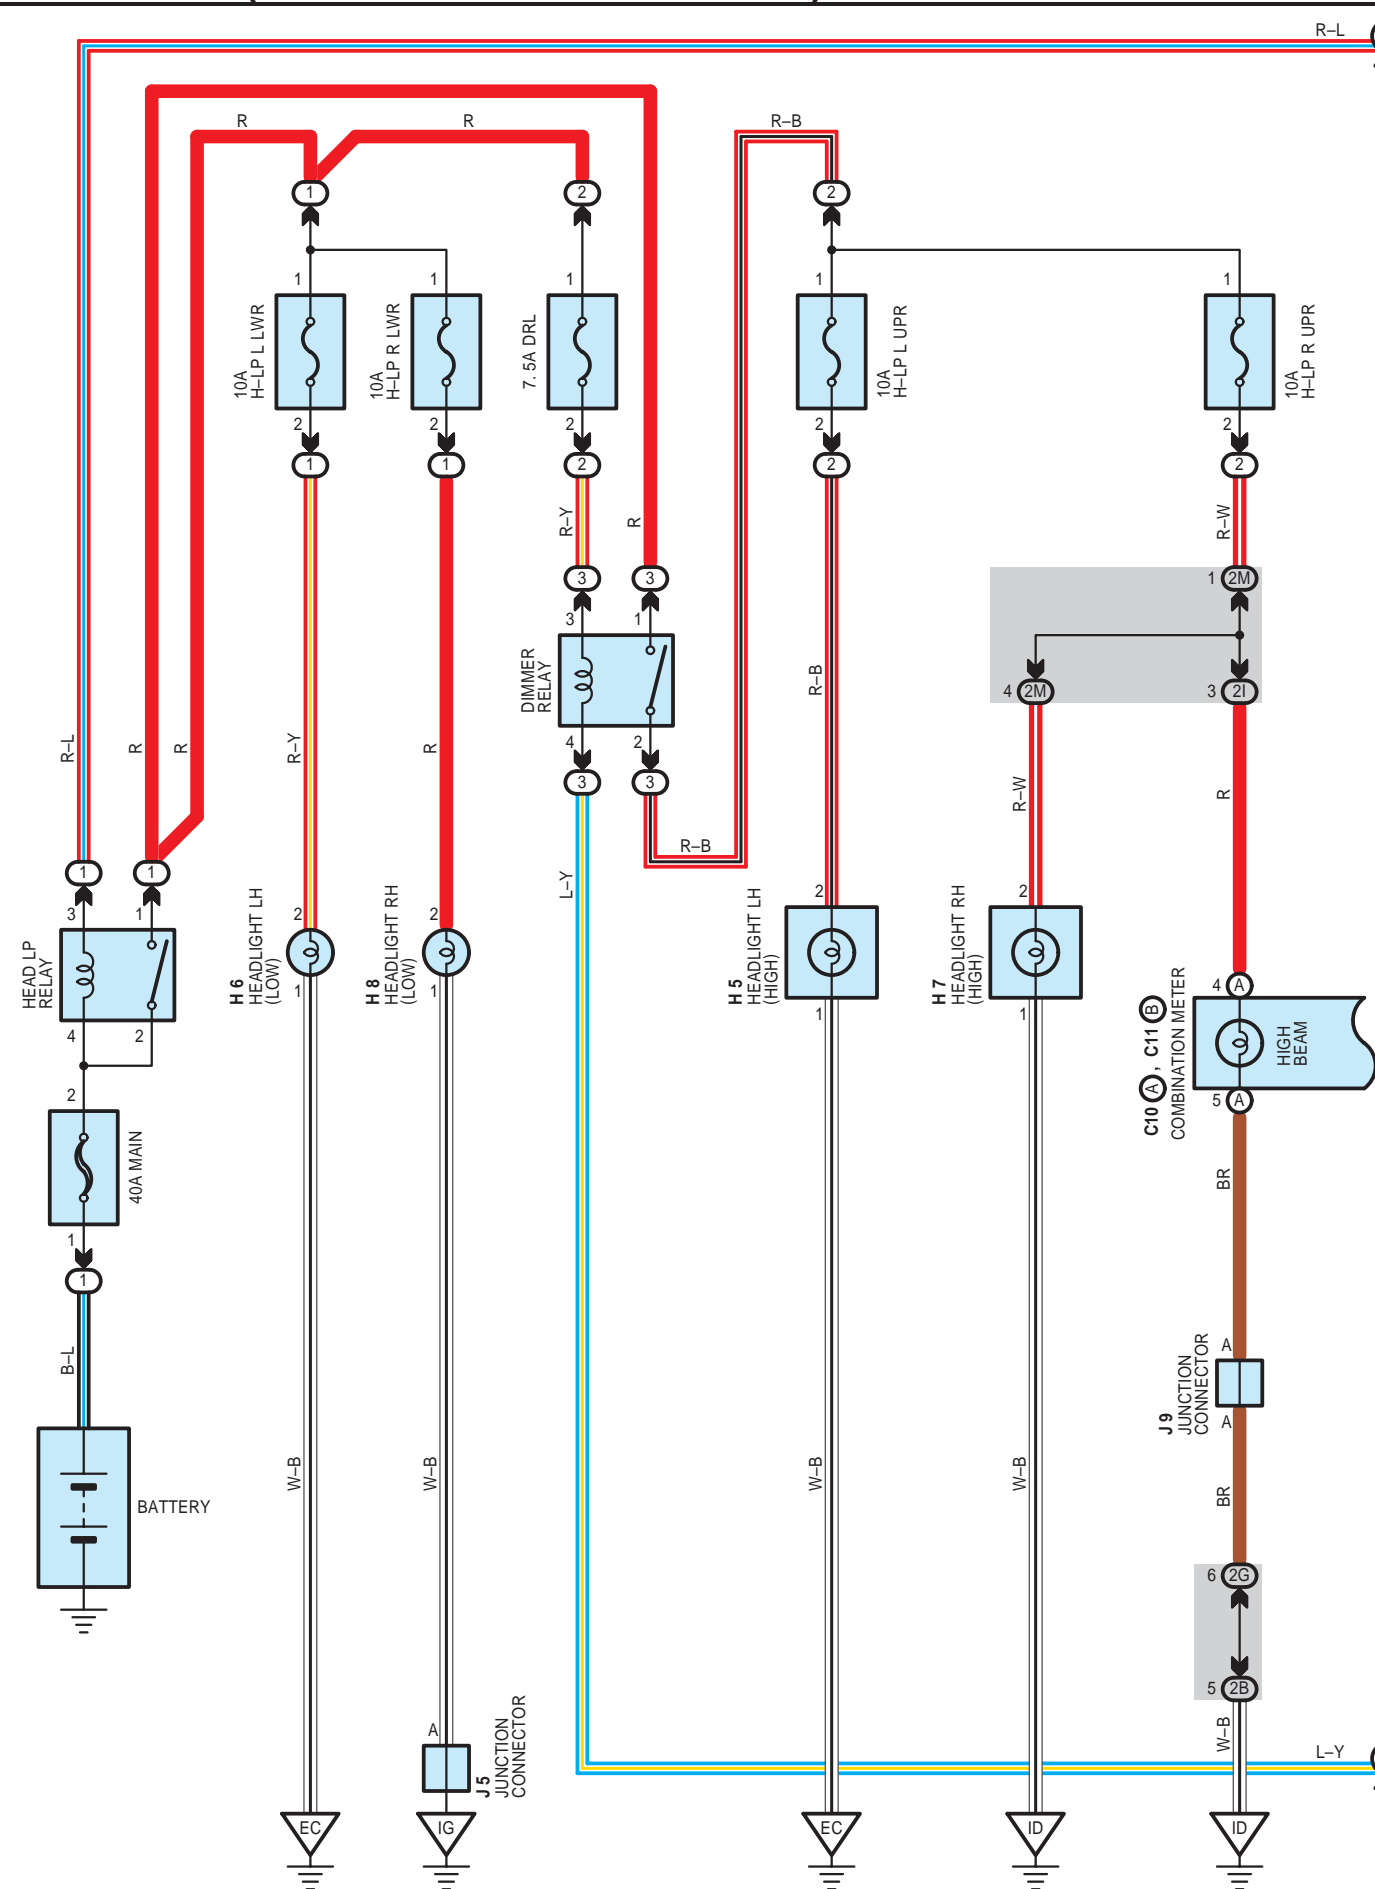 R–L
R
R
R–B
1
2
2
1
1
1
1
1
10A
H–LP L LWR
10A
H–LP R LWR
7. 5A DRL
10A
H–LP L UPR
10A
H–LP R UPR
2
2
2
2
2
1
1
2
2
2
R–Y
R
R–W
3
3
1
2M
3
1
DIMMER
RELAY
R–B
4
2M
3
2I
R–L
R
R
R–Y
R
4
2
3
3
R–W
R
R–B
L–Y
1
1
3
1
HEAD LP
RELAY
4
2
2
H 6
HEADLIGHT LH
(LOW)
1
2
H 8
HEADLIGHT RH
(LOW)
1
2
H 5
HEADLIGHT LH
(HIGH)
1
2
H 7
HEADLIGHT RH
(HIGH)
1
4
A
C10 A , C11 B
COMBINATION METER
HIGH
BEAM
5
A
2
40A MAIN
1
1
BR
B–L
A
J 9
JUNCTION
CONNECTOR
A
BATTERY
W–B
W–B
W–B
W–B
BR
6
2G
5
2B
W–B
A
J 5
JUNCTION
CONNECTOR
L–Y
EC
IG
EC
ID
ID